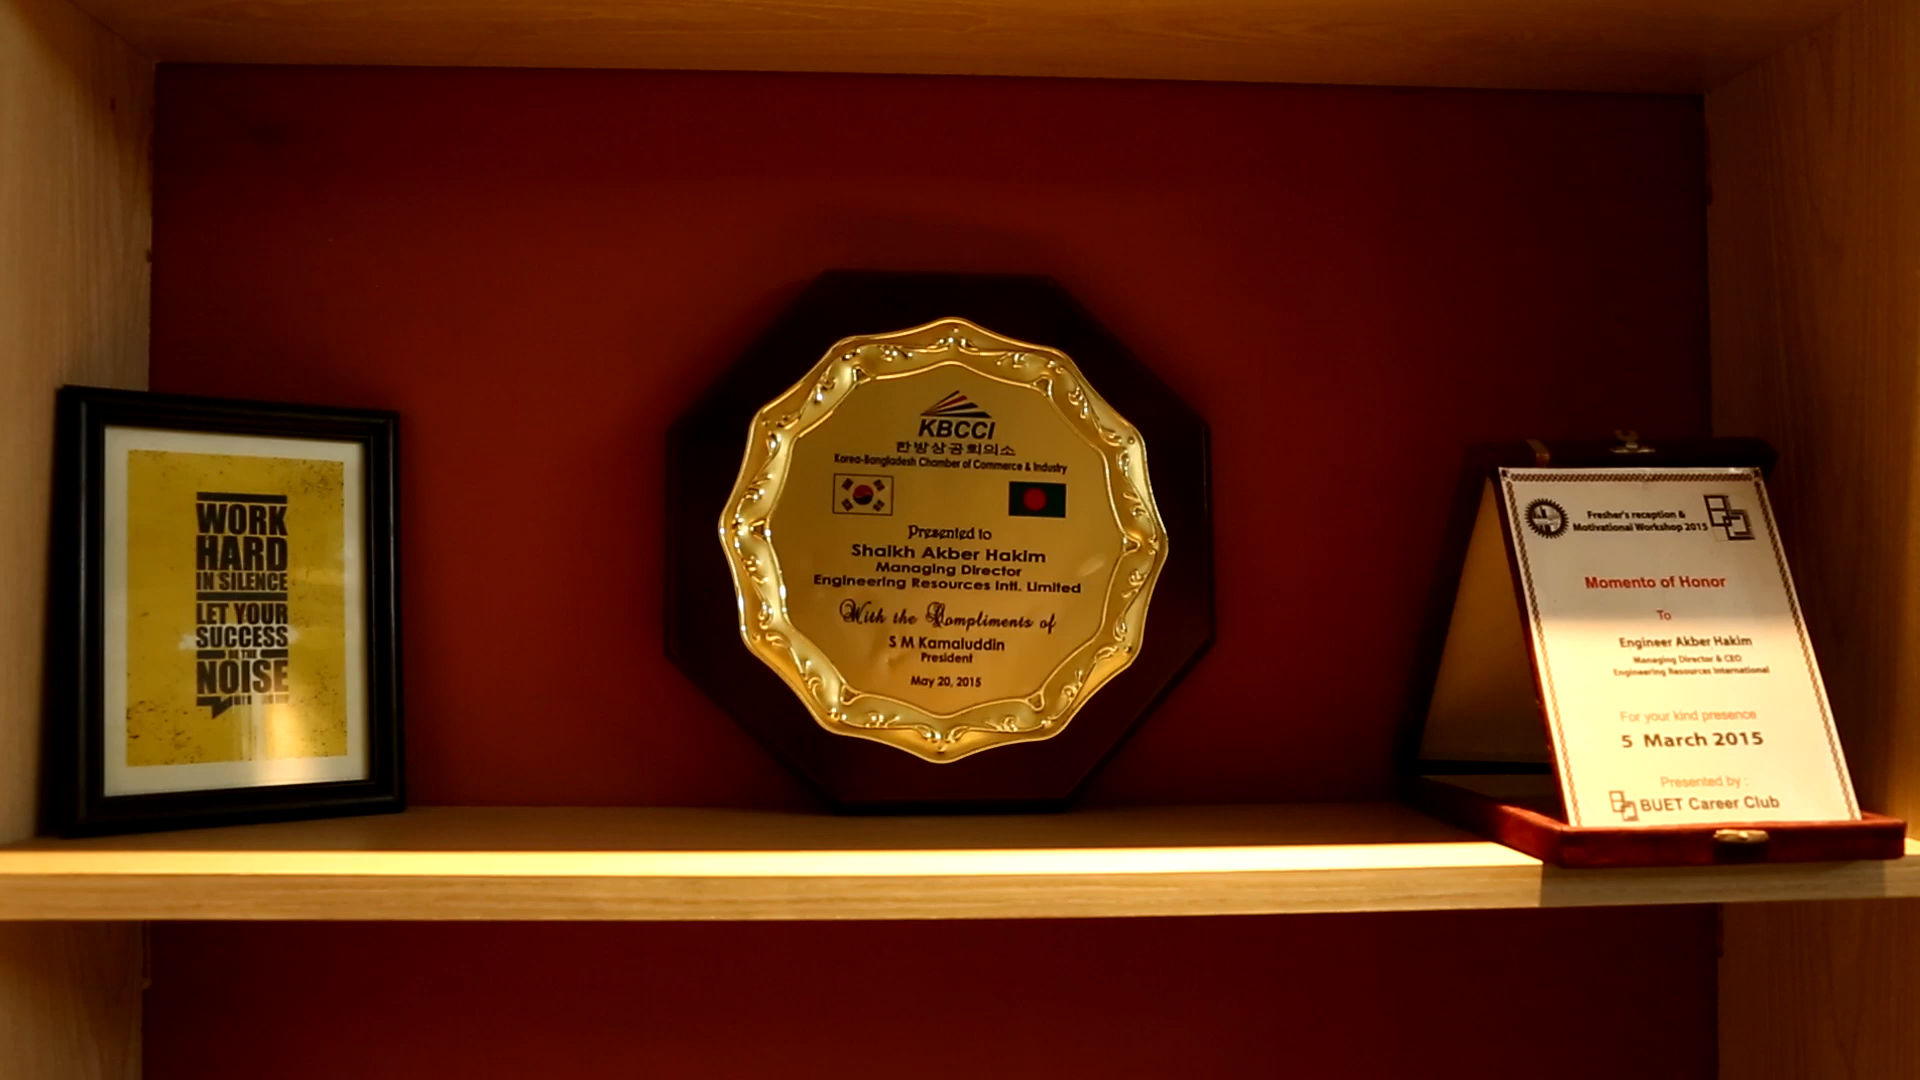 WORK
HARD
IN SILENCE
LET YOUR
SUCCESS
BE THE
NOISE
KBCCI
한방상공회의소
Korea-Bangladesh Chamber of Commerce & Industry
Presented to
Shaikh Akber Hakim
Managing Director
Engineering Resources Intl. Limited
With the Compliments of
S M Kamaluddin
President
May 20, 2015
Fresher's reception &
Motivational Workshop 2015
Momento of Honor
To
Engineer Akber Hakim
Managing Director & CEO
Engineering Resources International
For your kind presence
5 March 2015
Presented by :
BUET Career Club